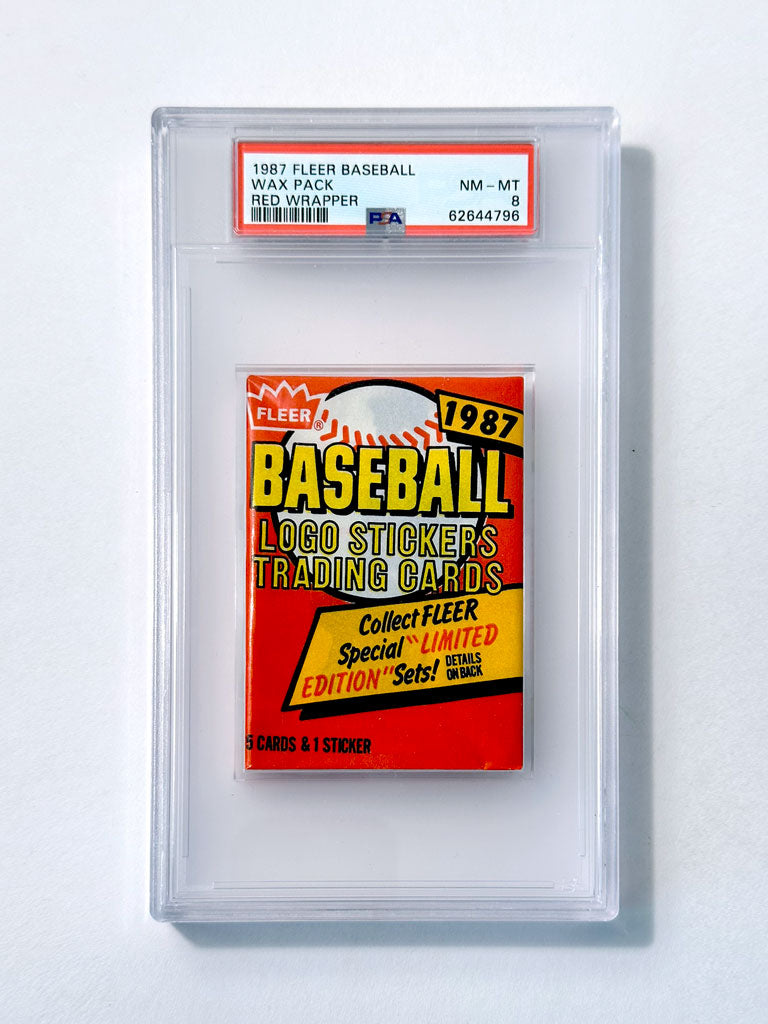 1987 FLEER BASEBALL
WAX PACK NM – MT
RED WRAPPER 8
PSA 62644796
FLEER®
1987
BASEBALL
LOGO STICKERS
TRADING CARDS
Collect FLEER
Special "LIMITED
EDITION" Sets! DETAILS
ON BACK
5 CARDS & 1 STICKER